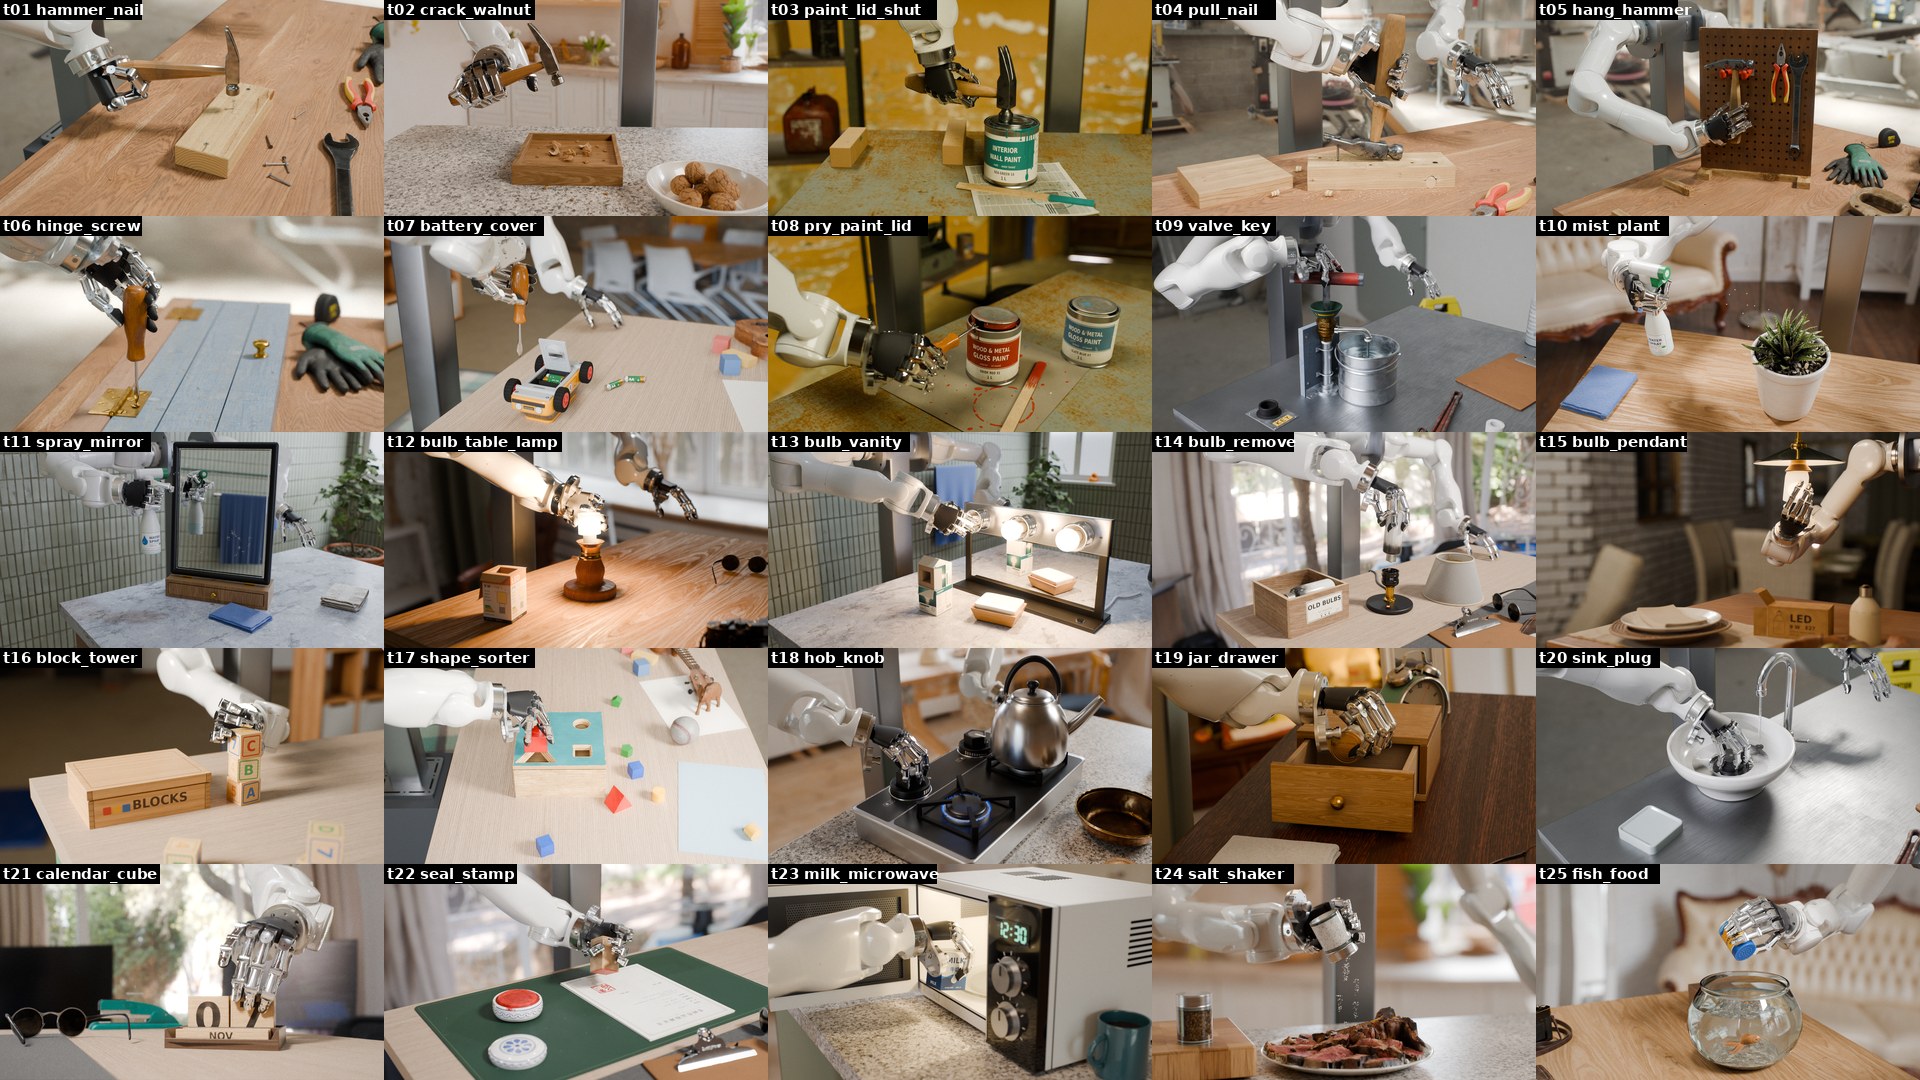 t01 hammer_nail
t02 crack_walnut
t03 paint_lid_shut
INTERIOR
WALL PAINT
t04 pull_nail
t05 hang_hammer
t06 hinge_screw
t07 battery_cover
t08 pry_paint_lid
WOOD & METAL
GLOSS PAINT
WOOD & METAL
GLOSS PAINT
t09 valve_key
t10 mist_plant
t11 spray_mirror
t12 bulb_table_lamp
t13 bulb_vanity
t14 bulb_remove
OLD BULBS
t15 bulb_pendant
LED
t16 block_tower
C
B
A
BLOCKS
t17 shape_sorter
t18 hob_knob
t19 jar_drawer
t20 sink_plug
t21 calendar_cube
NOV
t22 seal_stamp
t23 milk_microwave
12:30
MILK
t24 salt_shaker
t25 fish_food